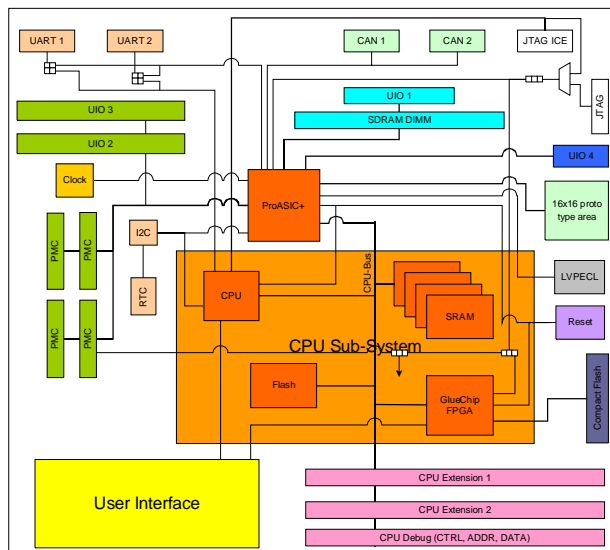 UART 1
UART 2
CAN 1
CAN 2
JTAG ICE
UIO 1
JTAG
UIO 3
SDRAM DIMM
UIO 2
UIO 4
Clock
ProASIC+
16x16 proto
type area
PMC
PMC
I2C
CPU-Bus
LVPECL
RTC
CPU
SRAM
Reset
PMC
PMC
CPU Sub-System
Flash
GlueChip
FPGA
Compact Flash
User Interface
CPU Extension 1
CPU Extension 2
CPU Debug (CTRL, ADDR, DATA)